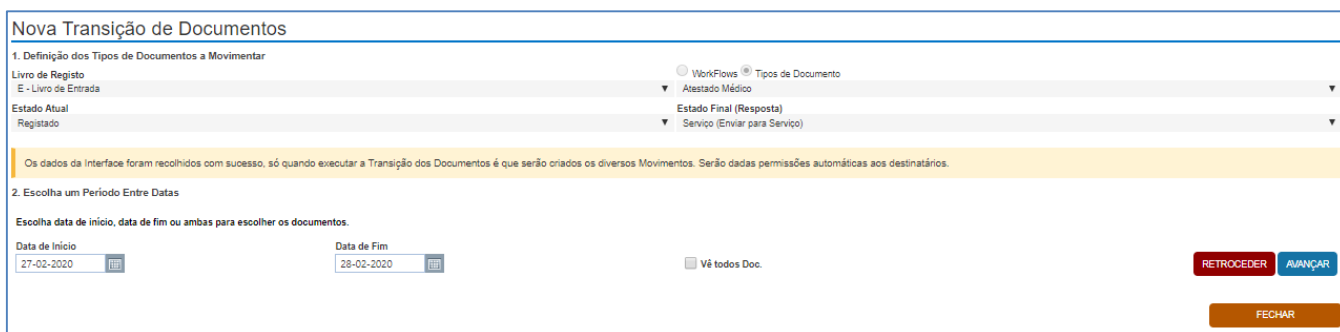 Nova Transição de Documentos
1. Definição dos Tipos de Documentos a Movimentar
Livro de Registo
WorkFlows Tipos de Documento
E - Livro de Entrada
Atestado Médico
Estado Atual
Estado Final (Resposta)
Registado
Serviço (Enviar para Serviço)
Os dados da Interface foram recolhidos com sucesso, só quando executar a Transição dos Documentos é que serão criados os diversos Movimentos. Serão dadas permissões automáticas aos destinatários.
2. Escolha um Periodo Entre Datas
Escolha data de início, data de fim ou ambas para escolher os documentos.
Data de Início
Data de Fim
27-02-2020
28-02-2020
Vê todos Doc.
RETROCEDER
AVANÇAR
FECHAR